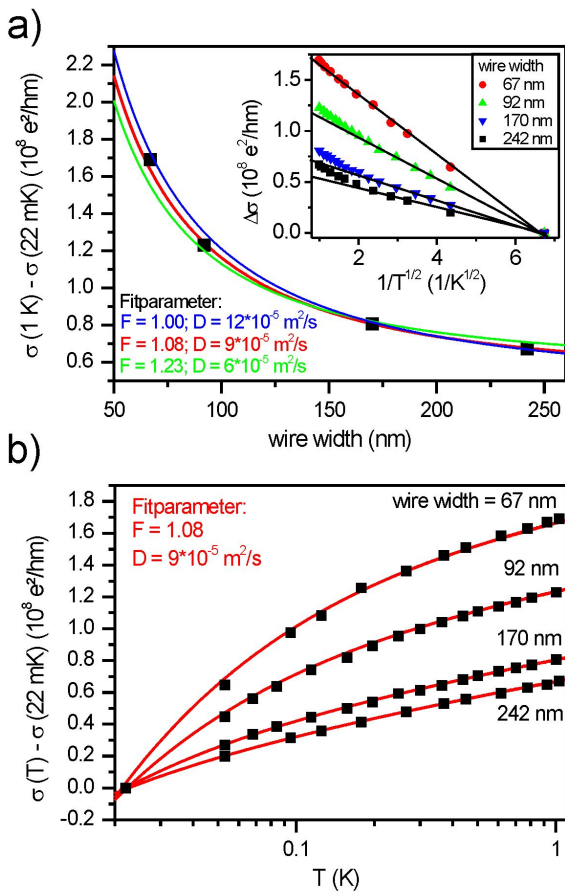 a)
2.2
2.0
1.8
1.6
1.4
1.2
1.0
0.8
0.6
σ (1 K) - σ (22 mK) (10⁸ e²/hm)
50 100 150 200 250
wire width (nm)
Fitparameter:
F = 1.00; D = 12*10⁻⁵ m²/s
F = 1.08; D = 9*10⁻⁵ m²/s
F = 1.23; D = 6*10⁻⁵ m²/s
1.5
1.0
0.5
0.0
Δσ (10⁸ e²/hm)
1 2 3 4 5 6 7
1/T¹ᐟ² (1/K¹ᐟ²)
wire width
67 nm
92 nm
170 nm
242 nm
b)
1.8
1.6
1.4
1.2
1.0
0.8
0.6
0.4
0.2
0.0
-0.2
σ (T) - σ (22 mK) (10⁸ e²/hm)
Fitparameter:
F = 1.08
D = 9*10⁻⁵ m²/s
wire width = 67 nm
92 nm
170 nm
242 nm
0.1 1
T (K)